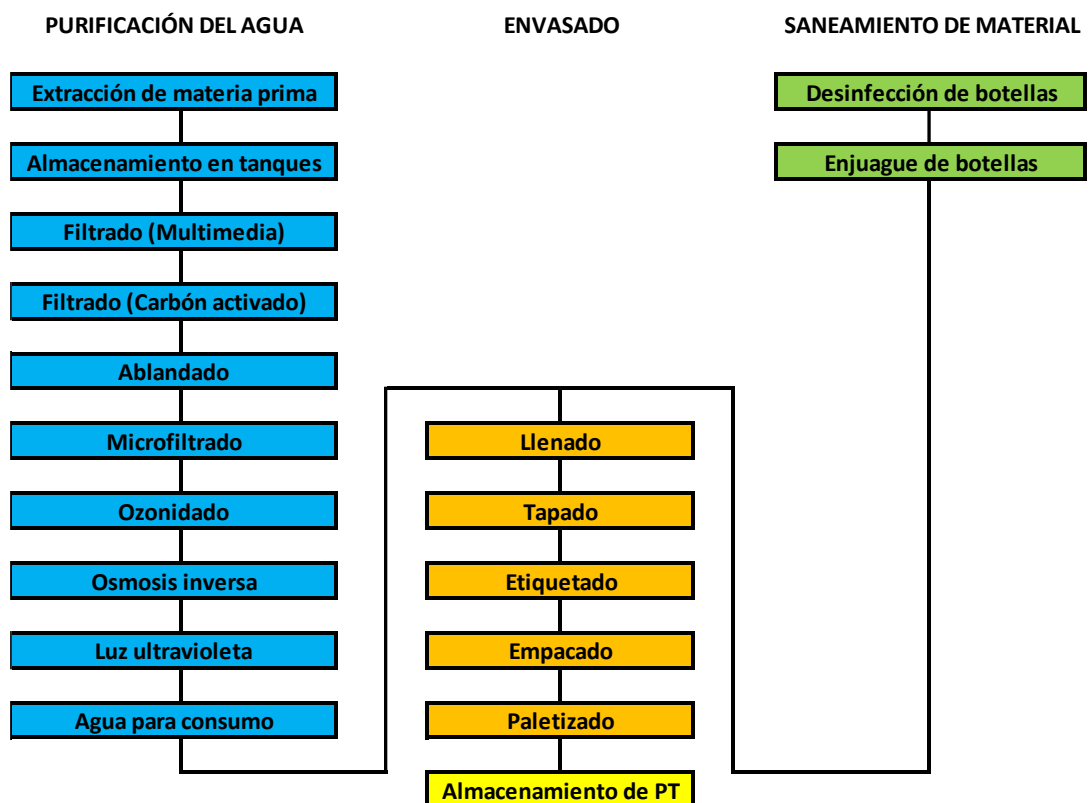 PURIFICACIÓN DEL AGUA
Extracción de materia prima
Almacenamiento en tanques
Filtrado (Multimedia)
Filtrado (Carbón activado)
Ablandado
Microfiltrado
Ozonidado
Osmosis inversa
Luz ultravioleta
Agua para consumo
ENVASADO
Llenado
Tapado
Etiquetado
Empacado
Paletizado
Almacenamiento de PT
SANEAMIENTO DE MATERIAL
Desinfección de botellas
Enjuague de botellas